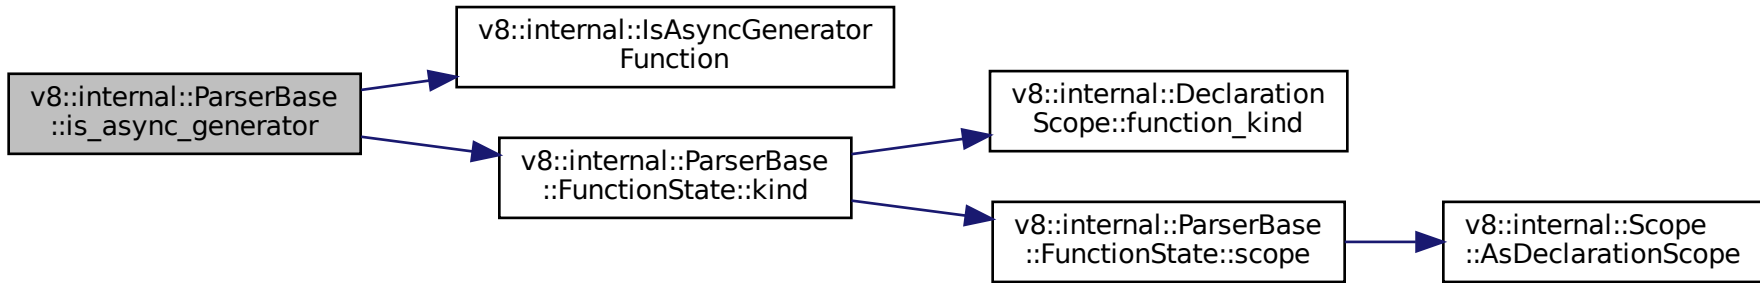 v8::internal::ParserBase
::is_async_generator
v8::internal::IsAsyncGenerator
Function
v8::internal::ParserBase
::FunctionState::kind
v8::internal::Declaration
Scope::function_kind
v8::internal::ParserBase
::FunctionState::scope
v8::internal::Scope
::AsDeclarationScope